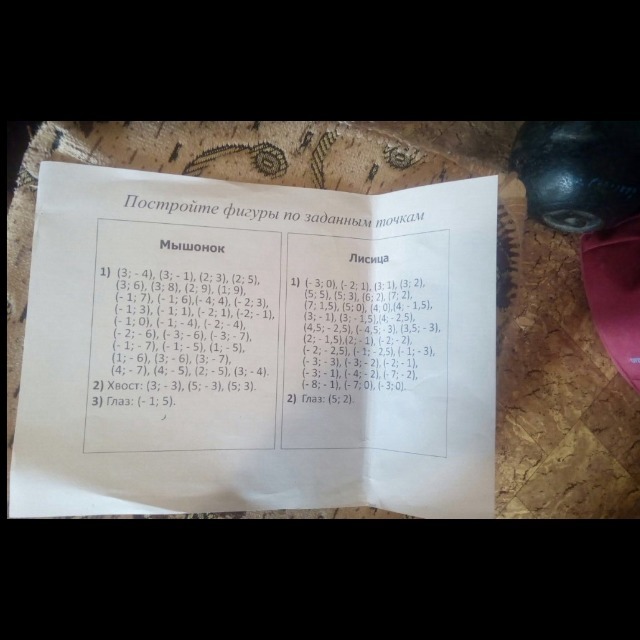 Постройте фигуры по заданным точкам
Мышонок
1) (3; - 4), (3; - 1), (2; 3), (2; 5),
(3; 6), (3; 8), (2; 9), (1; 9),
(- 1; 7), (- 1; 6),(- 4; 4), (- 2; 3),
(- 1; 3), (- 1; 1), (- 2; 1), (-2; - 1),
(- 1; 0), (- 1; - 4), (- 2; - 4),
(- 2; - 6), (- 3; - 6), (- 3; - 7),
(- 1; - 7), (- 1; - 5), (1; - 5),
(1; - 6), (3; - 6), (3; - 7),
(4; - 7), (4; - 5), (2; - 5), (3; - 4).
2) Хвост: (3; - 3), (5; - 3), (5; 3).
3) Глаз: (- 1; 5).
Лисица
1) (- 3; 0), (- 2; 1), (3; 1), (3; 2),
(5; 5), (5; 3), (6; 2), (7; 2),
(7; 1,5), (5; 0), (4; 0),(4; - 1,5),
(3; - 1), (3; - 1,5),(4; - 2,5),
(4,5; - 2,5), (- 4,5; - 3), (3,5; - 3),
(2; - 1,5), (2; - 1), (- 2; - 2),
(- 2; - 2,5), (- 1; - 2,5), (- 1; - 3),
(- 3; - 3), (- 3; - 2), (- 2; - 1),
(- 3; - 1), (- 4; - 2), (- 7; - 2),
(- 8; - 1), (- 7; 0), (- 3; 0).
2) Глаз: (5; 2).